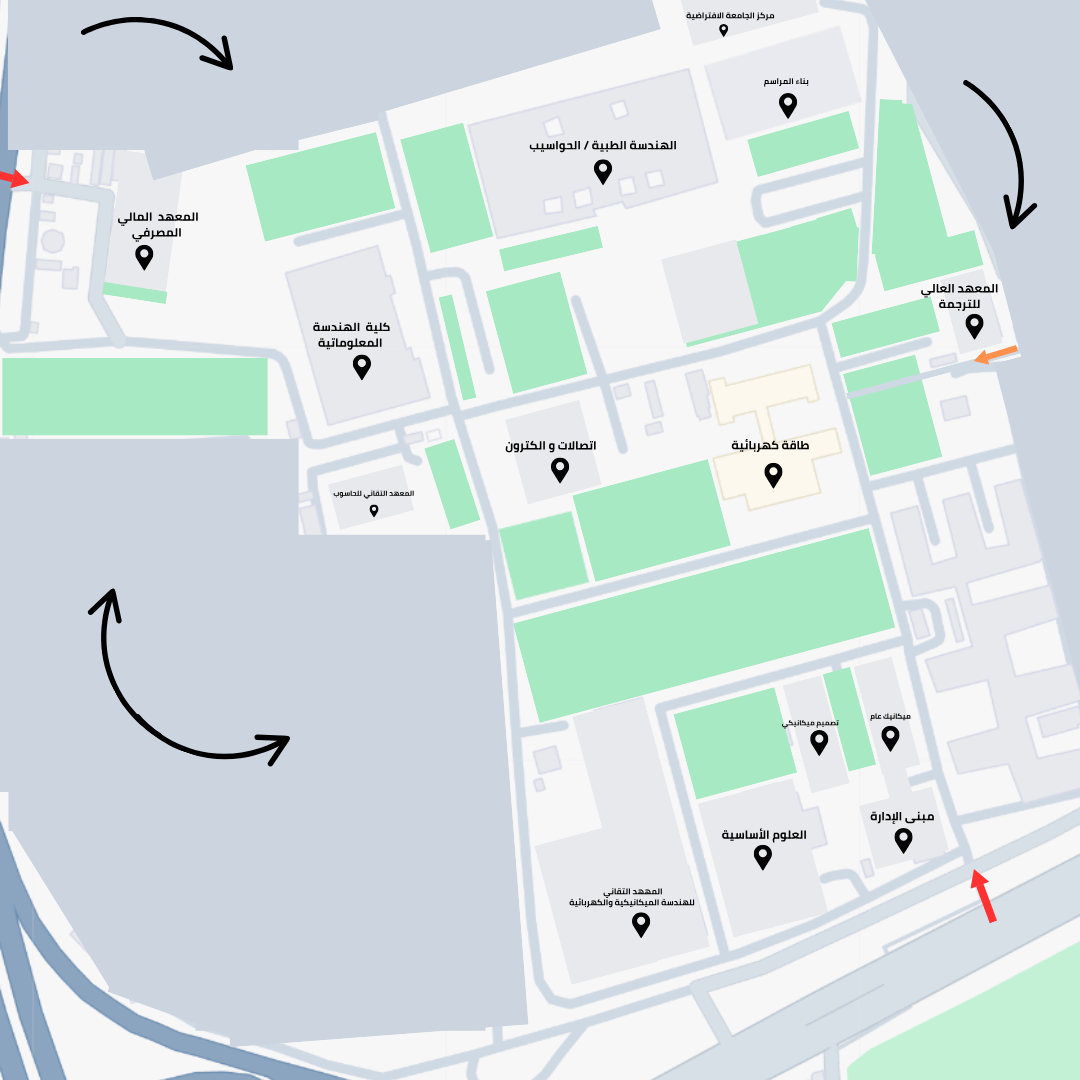 مركز الجامعة الافتراضية
بناء المراسم
الهندسة الطبية / الحواسيب
المعهد المالي
المصرفي
المعهد العالي
للترجمة
كلية الهندسة
المعلوماتية
اتصالات و الكترون
طاقة كهربائية
المعهد التقاني للحاسوب
ميكانيك عام
تصميم ميكانيكي
مبنى الإدارة
العلوم الأساسية
المههد التقاني
للهندسة الميكانيكية والكهربائية